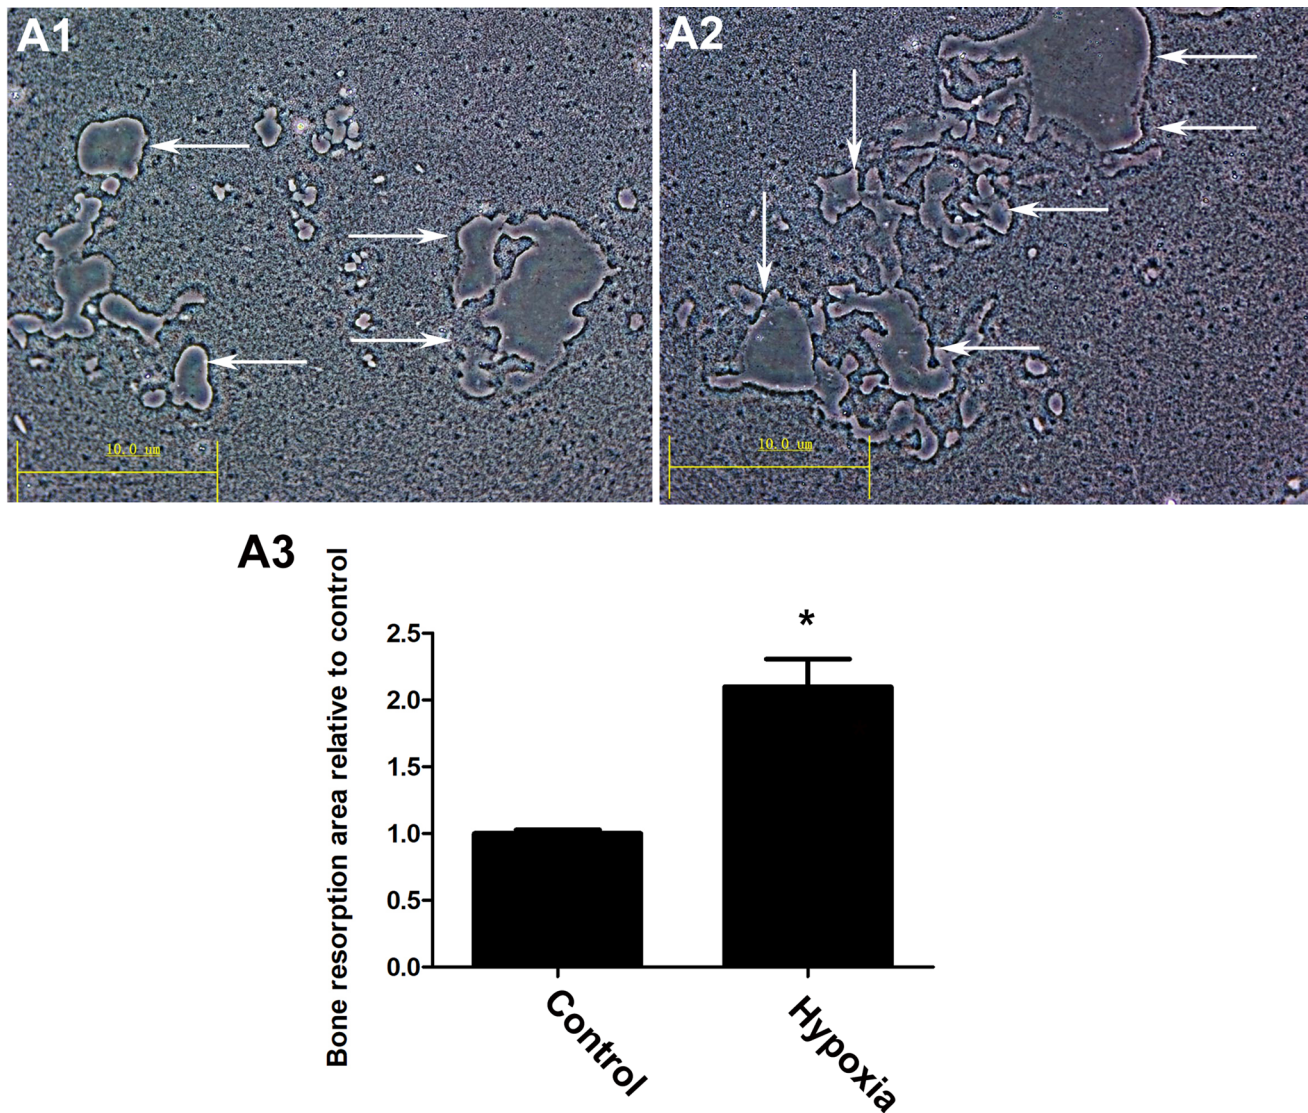 A1
A2
10.0 um
10.0 um
A3
Bone resorption area relative to control
*
2.5
2.0
1.5
1.0
0.5
0.0
Control
Hypoxia